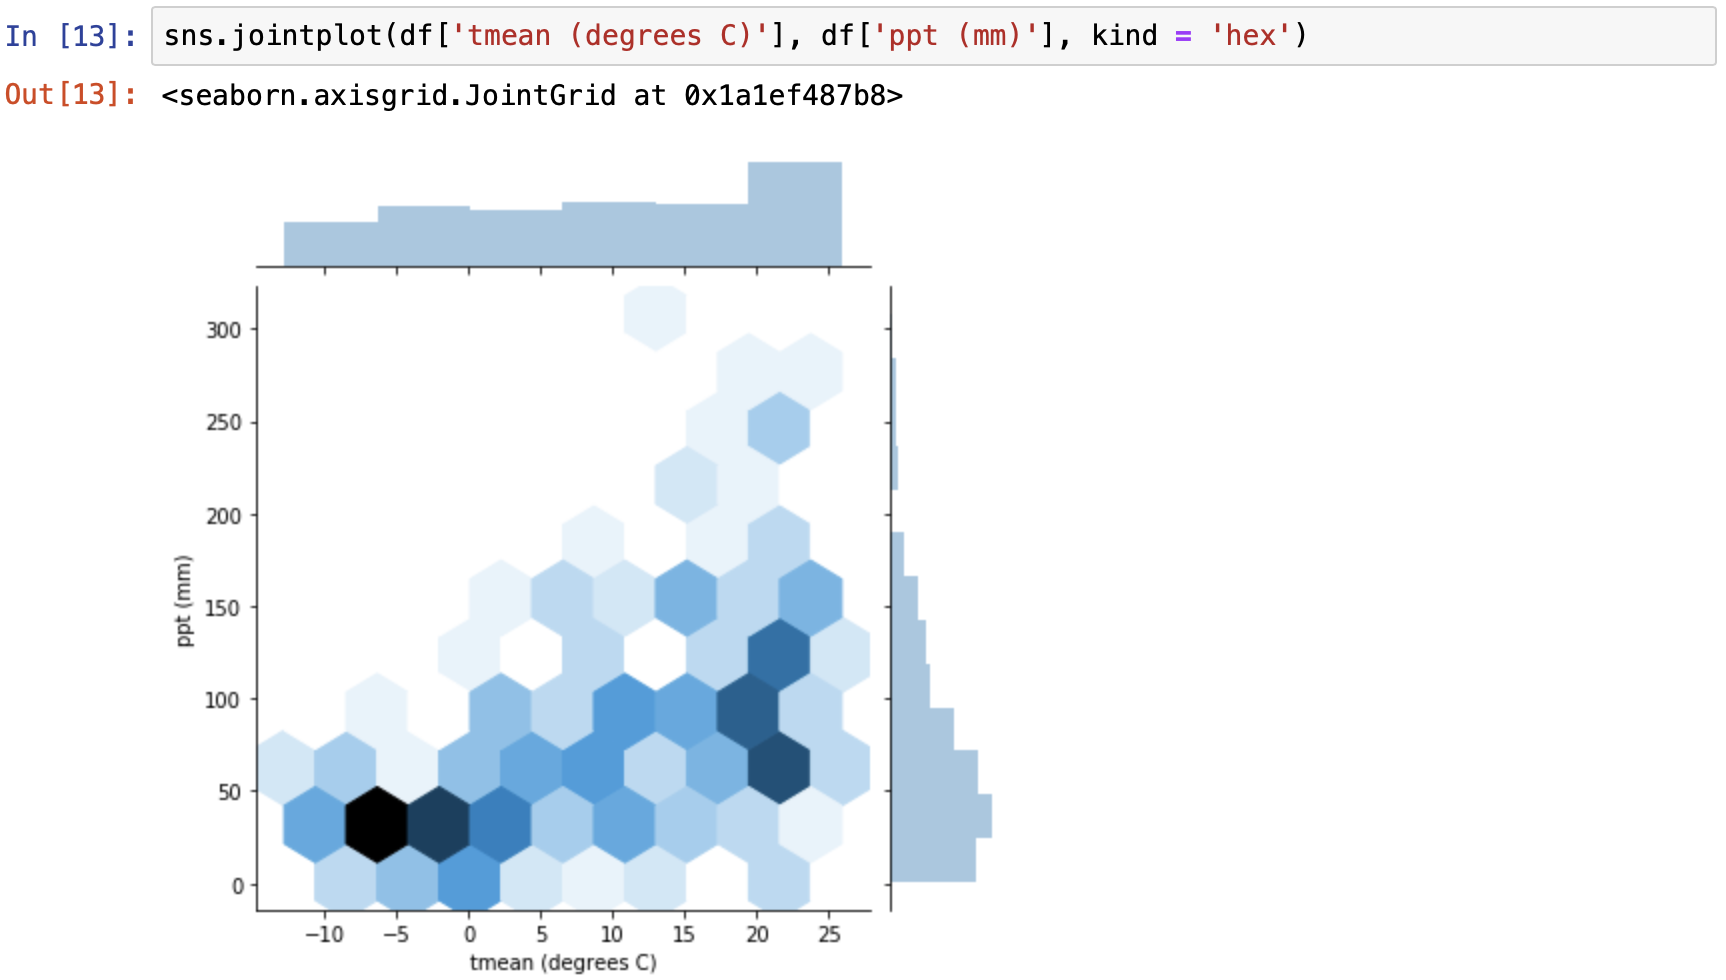 In [13]: sns.jointplot(df['tmean (degrees C)'], df['ppt (mm)'], kind = 'hex')
Out[13]: <seaborn.axisgrid.JointGrid at 0x1a1ef487b8>
300
250
200
150
100
50
0
ppt (mm)
−10 −5 0 5 10 15 20 25
tmean (degrees C)